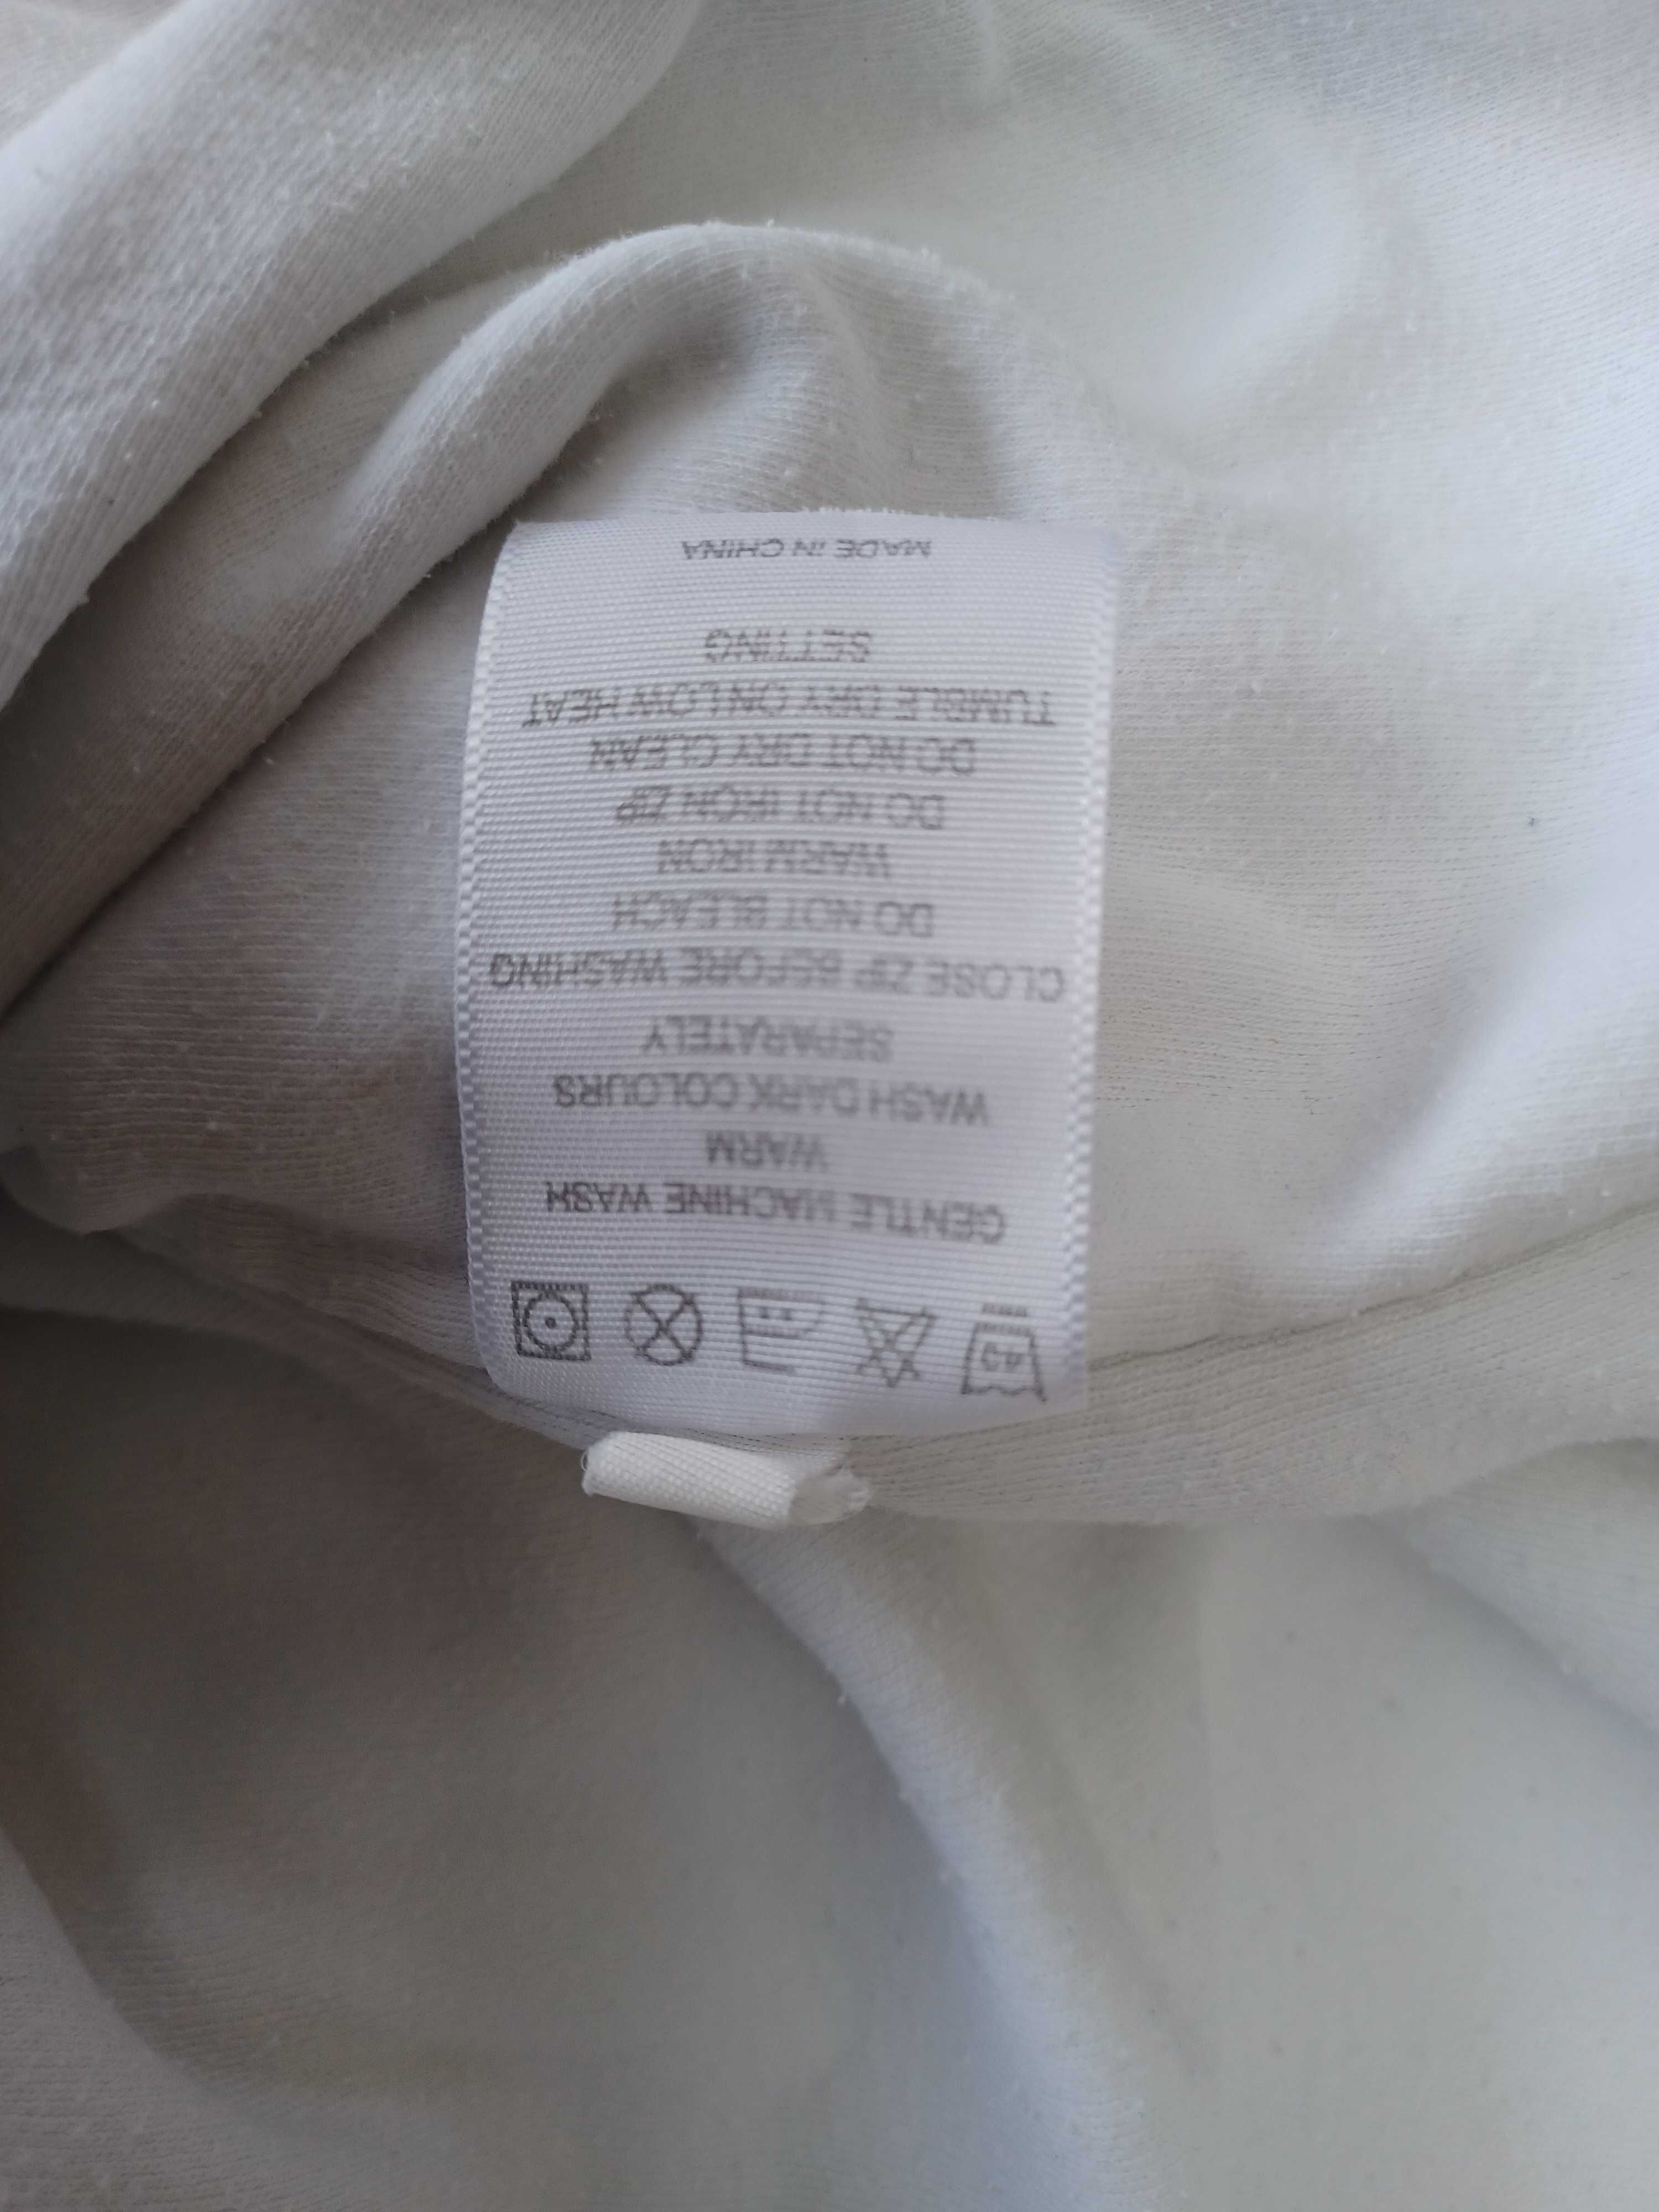 40
GENTLE MACHINE WASH
WARM
WASH DARK COLOURS
SEPARATELY
CLOSE ZIP BEFORE WASHING
DO NOT BLEACH
WARM IRON
DO NOT IRON ZIP
DO NOT DRY CLEAN
TUMBLE DRY ON LOW HEAT
SETTING
MADE IN CHINA